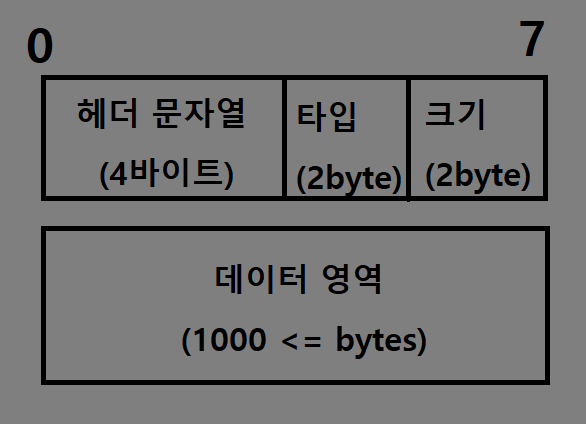 0 7
헤더 문자열 타입 크기
(4바이트) (2byte) (2byte)
데이터 영역
(1000 <= bytes)